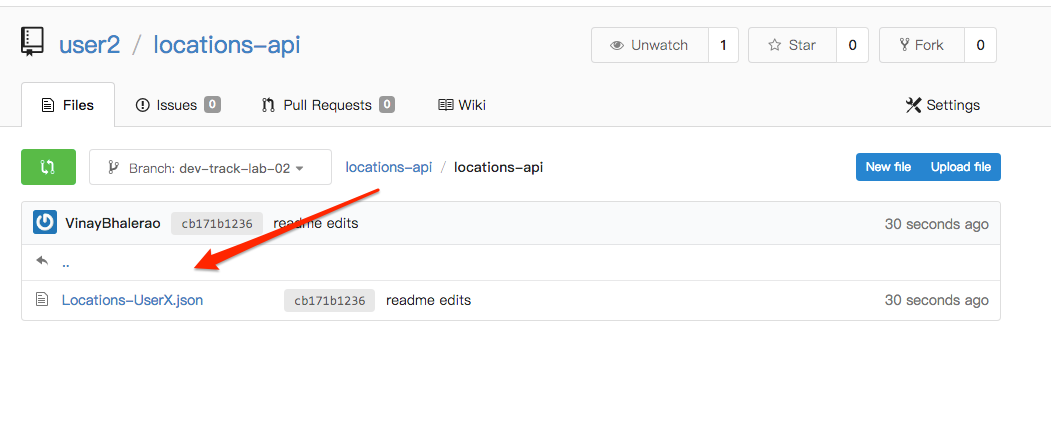 user2 / locations-api Unwatch 1 Star 0 Fork 0
Files Issues 0 Pull Requests 0 Wiki Settings
Branch: dev-track-lab-02 locations-api / locations-api New file Upload file
VinayBhalerao cb171b1236 readme edits 30 seconds ago
..
Locations-UserX.json cb171b1236 readme edits 30 seconds ago